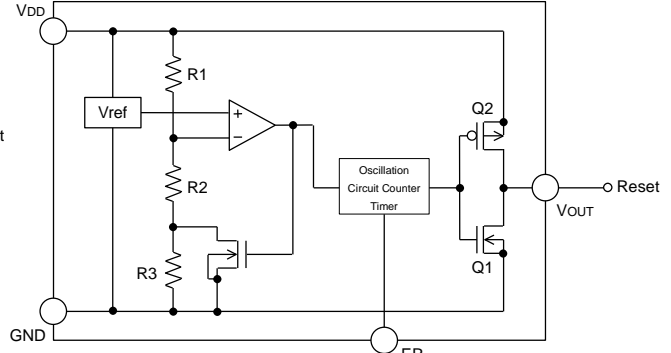 VDD
R1
Vref
+
−
Q2
t
Oscillation
Circuit Counter
Timer
R2
Reset
VOUT
R3
Q1
GND